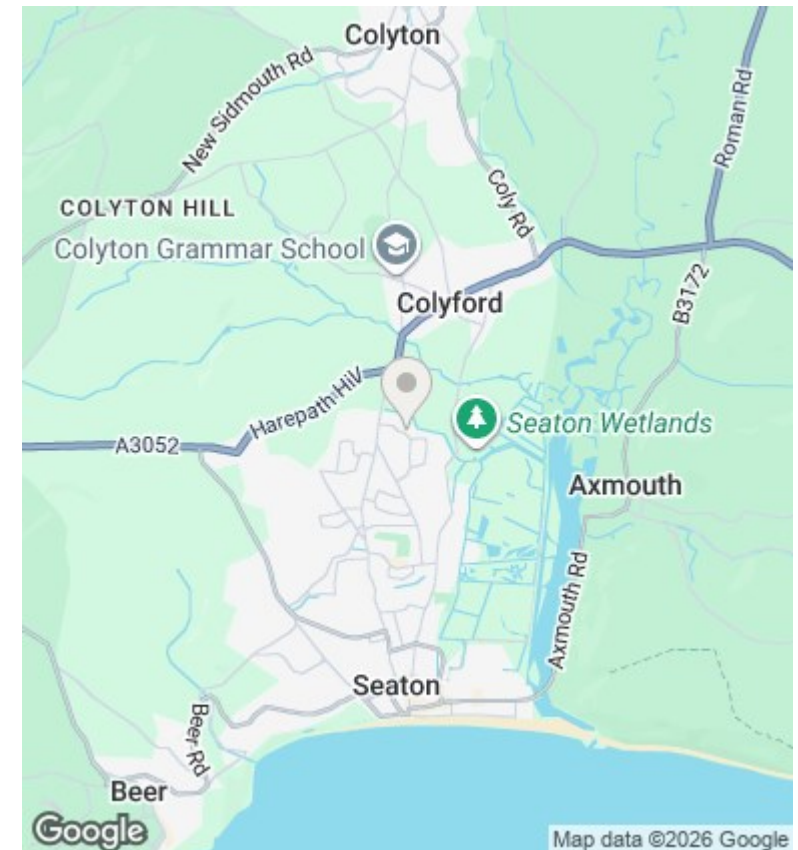 Colyton
New Sidmouth Rd
Roman Rd
COLYTON HILL
Coly Rd
Colyton Grammar School
B3172
Colyford
Harepath Hil
Seaton Wetlands
A3052
Axmouth
Axmouth Rd
Seaton
Beer Rd
Beer
Google
Map data ©2026 Google